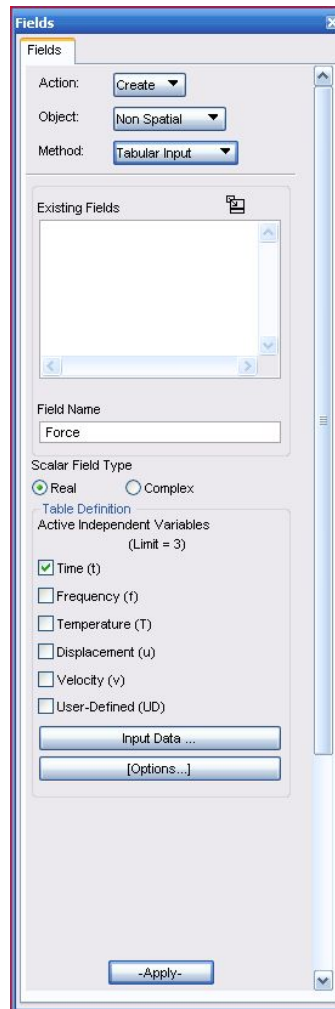 Fields
Fields
Action: Create
Object: Non Spatial
Method: Tabular Input
Existing Fields
Field Name
Force
Scalar Field Type
Real Complex
Table Definition
Active Independent Variables
(Limit = 3)
Time (t)
Frequency (f)
Temperature (T)
Displacement (u)
Velocity (v)
User-Defined (UD)
Input Data ...
[Options...]
-Apply-